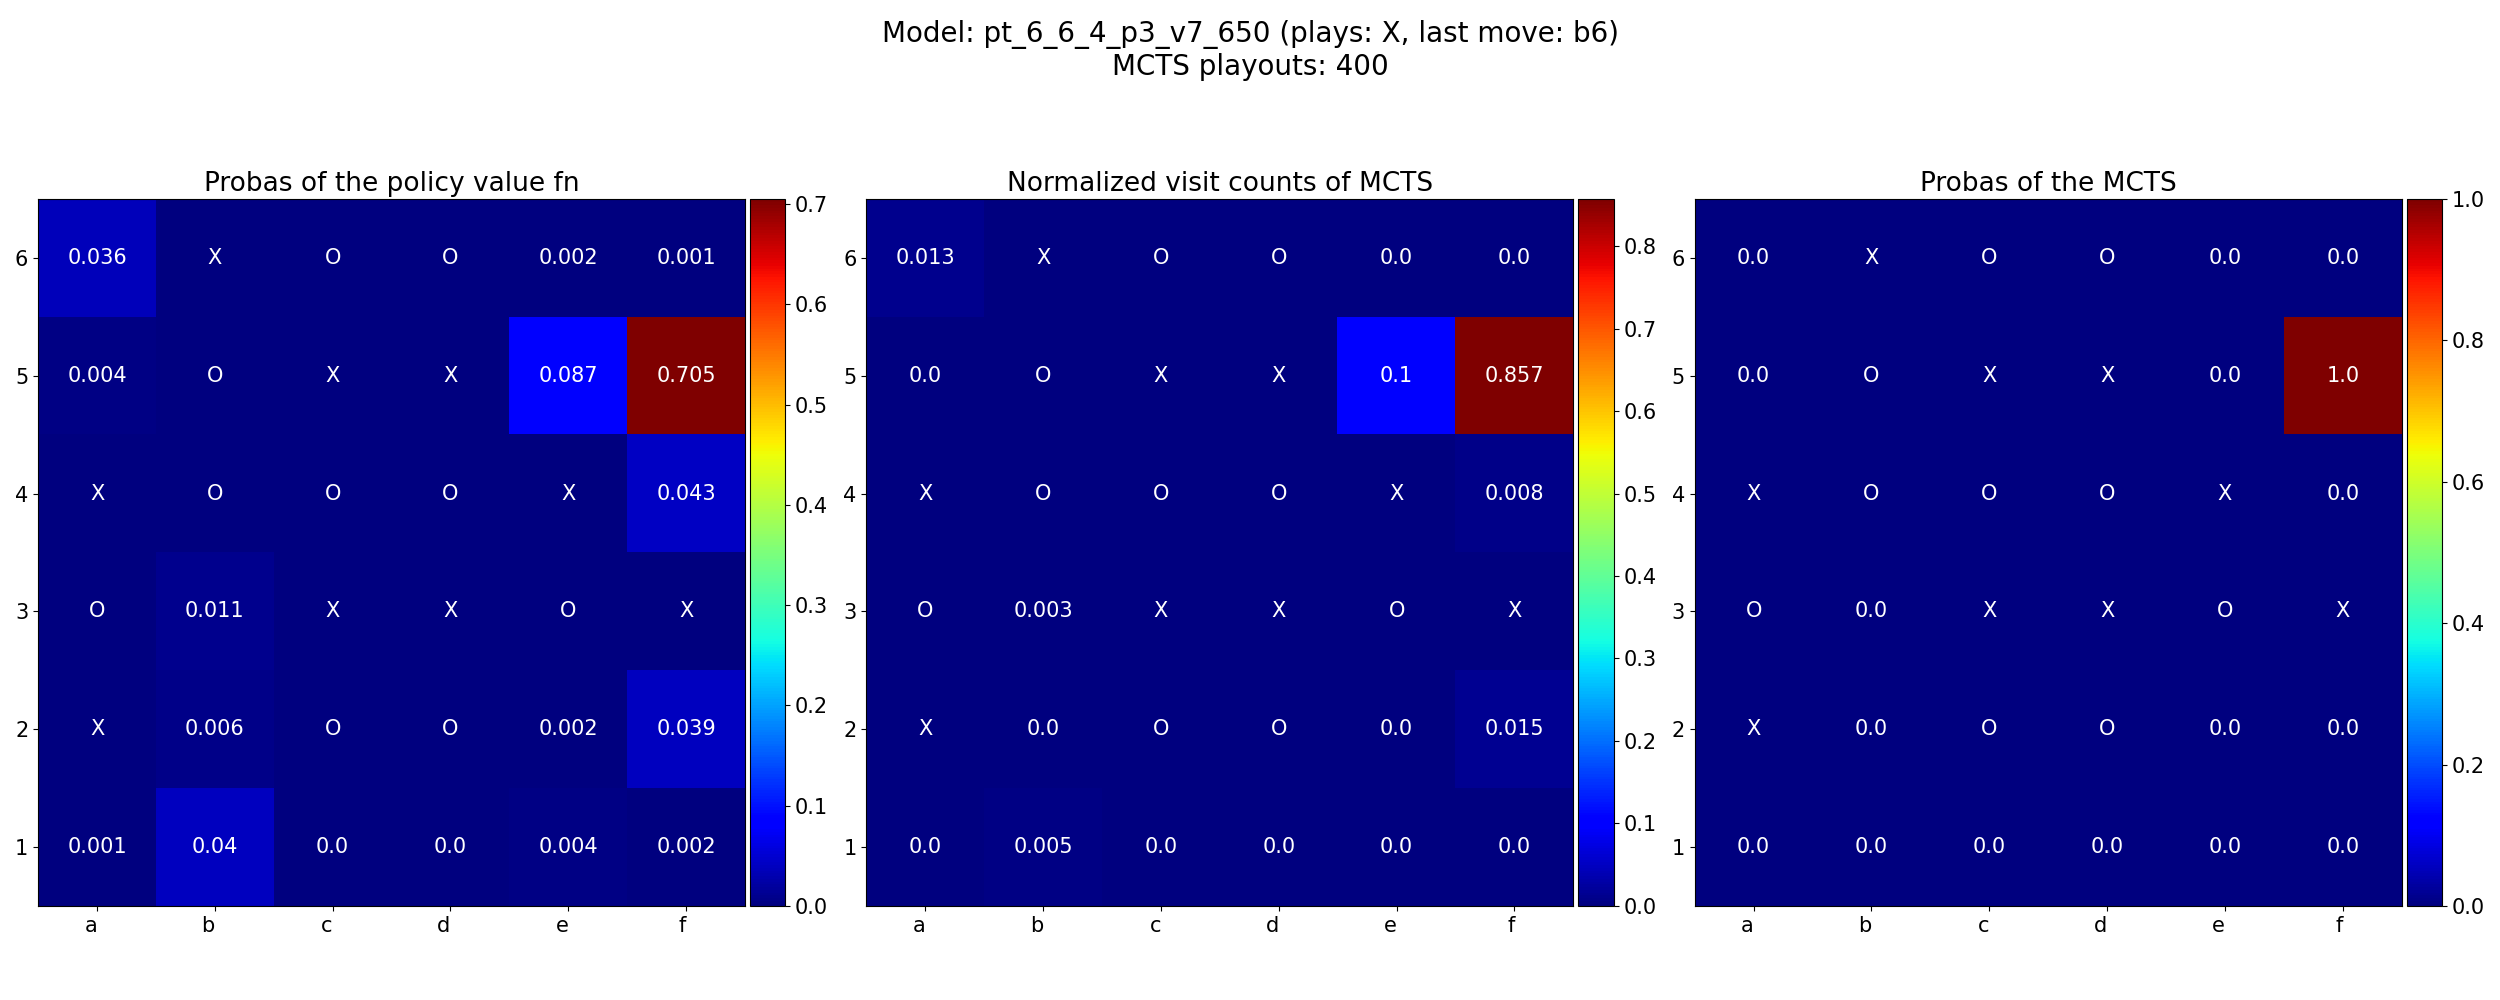 Model: pt_6_6_4_p3_v7_650 (plays: X, last move: b6)
MCTS playouts: 400
Probas of the policy value fn
6 0.036 X O O 0.002 0.001
5 0.004 O X X 0.087 0.705
4 X O O O X 0.043
3 O 0.011 X X O X
2 X 0.006 O O 0.002 0.039
1 0.001 0.04 0.0 0.0 0.004 0.002
a b c d e f
0.7
0.6
0.5
0.4
0.3
0.2
0.1
0.0
Normalized visit counts of MCTS
6 0.013 X O O 0.0 0.0
5 0.0 O X X 0.1 0.857
4 X O O O X 0.008
3 O 0.003 X X O X
2 X 0.0 O O 0.0 0.015
1 0.0 0.005 0.0 0.0 0.0 0.0
a b c d e f
0.8
0.7
0.6
0.5
0.4
0.3
0.2
0.1
0.0
Probas of the MCTS
6 0.0 X O O 0.0 0.0
5 0.0 O X X 0.0 1.0
4 X O O O X 0.0
3 O 0.0 X X O X
2 X 0.0 O O 0.0 0.0
1 0.0 0.0 0.0 0.0 0.0 0.0
a b c d e f
1.0
0.8
0.6
0.4
0.2
0.0